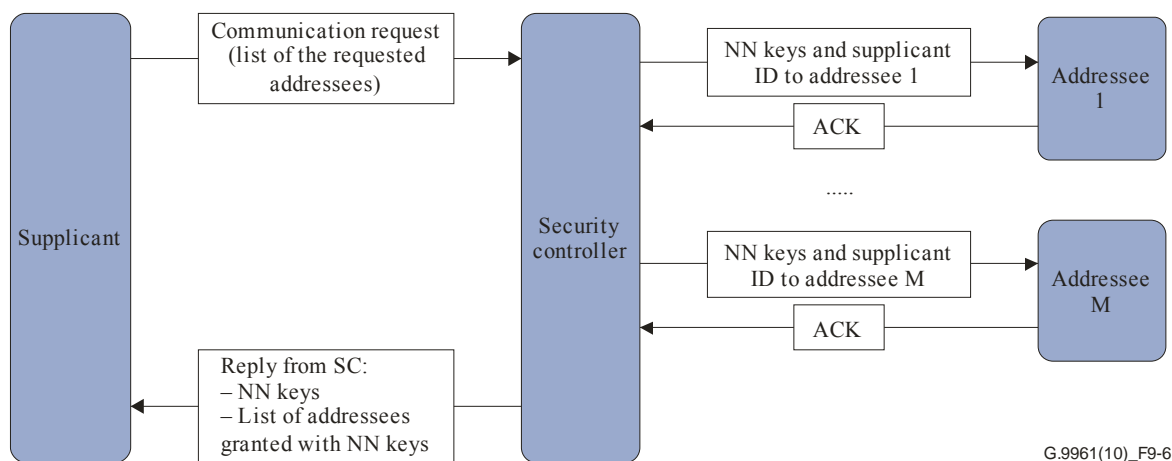 Communication request
(list of the requested
addressees)
NN keys and supplicant
ID to addressee 1
Addressee
1
ACK
.....
Supplicant
Security
controller
NN keys and supplicant
ID to addressee M
Addressee
M
ACK
Reply from SC:
– NN keys
– List of addressees
granted with NN keys
G.9961(10)_F9-6